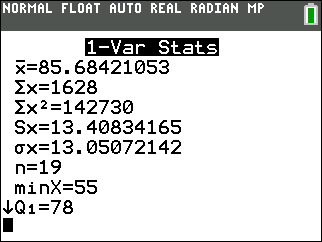 NORMAL FLOAT AUTO REAL RADIAN MP
1-Var Stats
x̄=85.68421053
Σx=1628
Σx²=142730
Sx=13.40834165
σx=13.05072142
n=19
minX=55
↓Q₁=78